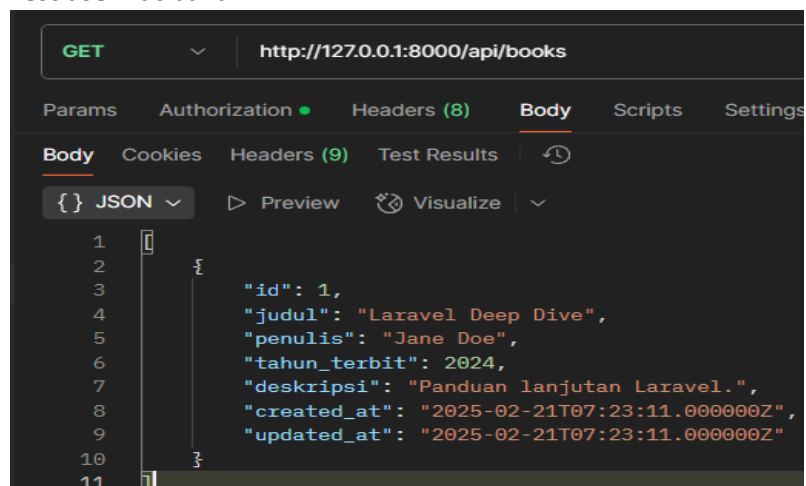 GET http://127.0.0.1:8000/api/books
Params Authorization Headers (8) Body Scripts Settings
Body Cookies Headers (9) Test Results
{} JSON Preview Visualize
1 [
2 {
3 "id": 1,
4 "judul": "Laravel Deep Dive",
5 "penulis": "Jane Doe",
6 "tahun_terbit": 2024,
7 "deskripsi": "Panduan lanjutan Laravel.",
8 "created_at": "2025-02-21T07:23:11.000000Z",
9 "updated_at": "2025-02-21T07:23:11.000000Z"
10 }
11 ]